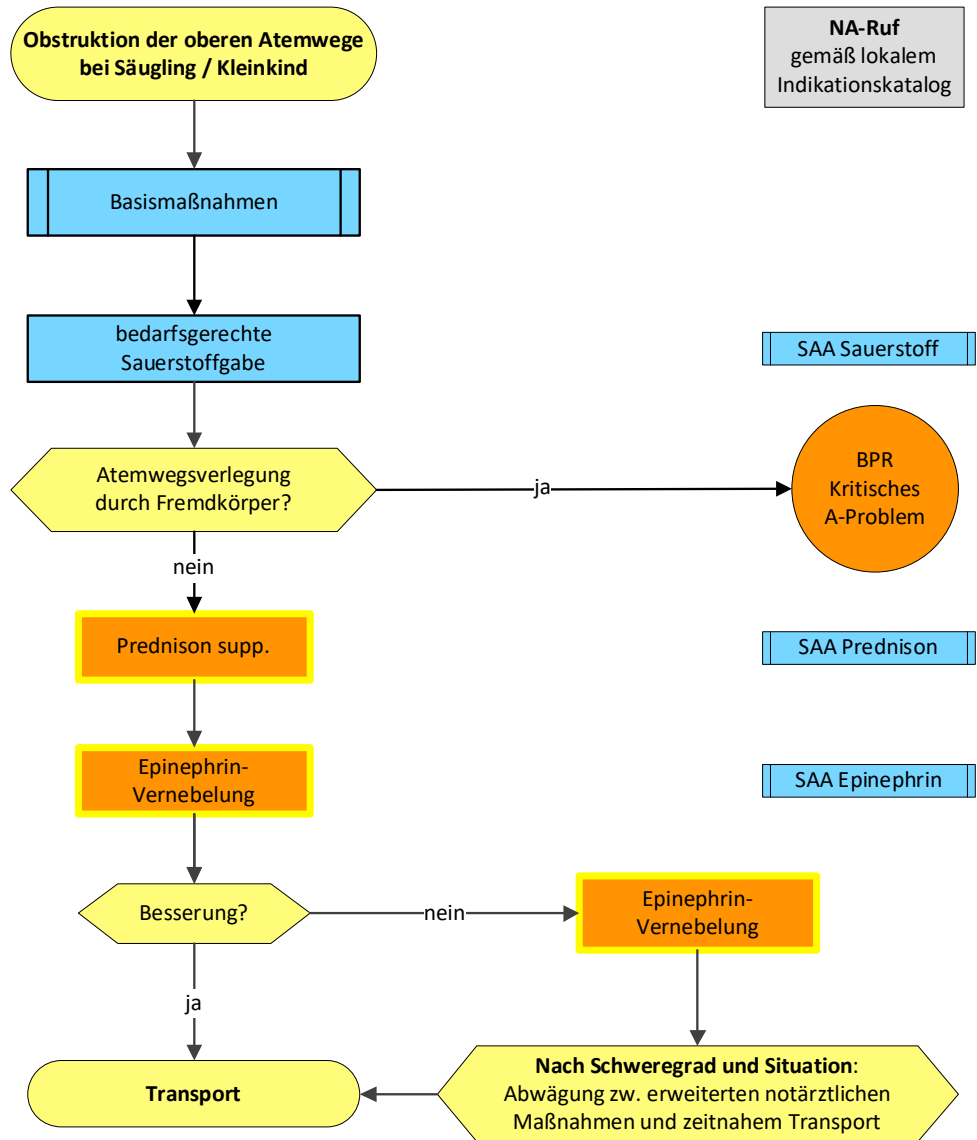 Obstruktion der oberen Atemwege
bei Säugling / Kleinkind
NA-Ruf
gemäß lokalem
Indikationskatalog
Basismaßnahmen
bedarfsgerechte
Sauerstoffgabe
SAA Sauerstoff
Atemwegsverlegung
durch Fremdkörper?
ja
BPR
Kritisches
A-Problem
nein
Prednison supp.
SAA Prednison
Epinephrin-
Vernebelung
SAA Epinephrin
Besserung?
nein
Epinephrin-
Vernebelung
ja
Nach Schweregrad und Situation:
Abwägung zw. erweiterten notärztlichen
Maßnahmen und zeitnahem Transport
Transport